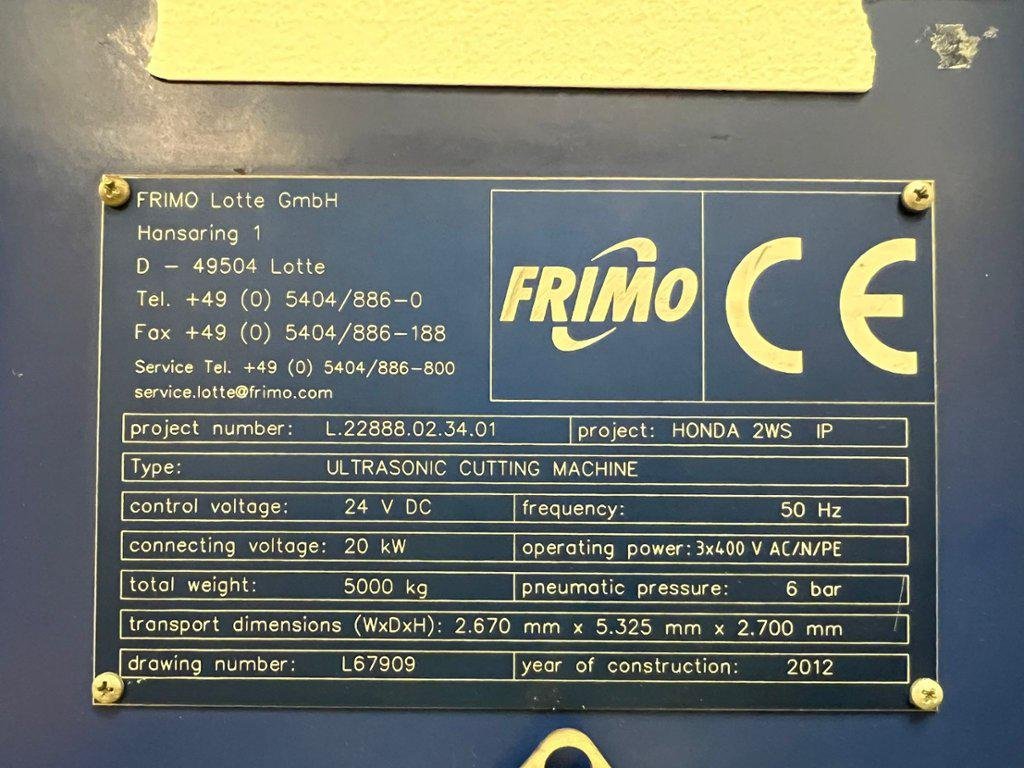 FRIMO Lotte GmbH
Hansaring 1
D - 49504 Lotte
Tel. +49 (0) 5404/886-0
Fax +49 (0) 5404/886-188
Service Tel. +49 (0) 5404/886-800
service.lotte@frimo.com
FRIMO
CE
project number: L.22888.02.34.01 project: HONDA 2WS IP
Type: ULTRASONIC CUTTING MACHINE
control voltage: 24 V DC frequency: 50 Hz
connecting voltage: 20 kW operating power: 3x400 V AC/N/PE
total weight: 5000 kg pneumatic pressure: 6 bar
transport dimensions (WxDxH): 2.670 mm x 5.325 mm x 2.700 mm
drawing number: L67909 year of construction: 2012